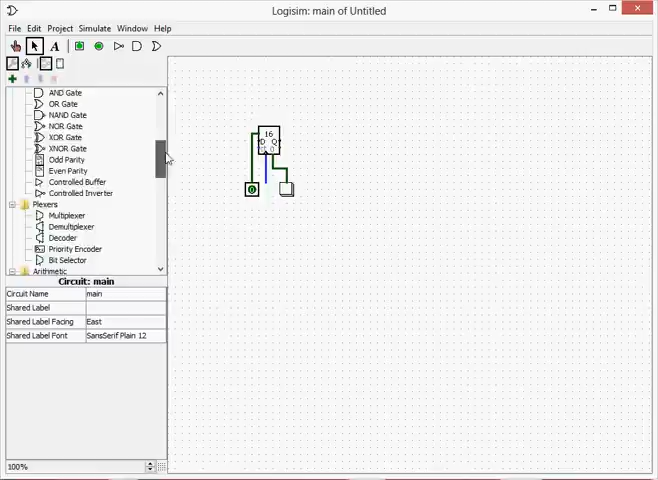 Logisim: main of Untitled
File Edit Project Simulate Window Help
A
AND Gate
OR Gate
NAND Gate
NOR Gate
XOR Gate
XNOR Gate
Odd Parity
Even Parity
Controlled Buffer
Controlled Inverter
Plexers
Multiplexer
Demultiplexer
Decoder
Priority Encoder
Bit Selector
Arithmetic
Circuit: main
Circuit Name main
Shared Label
Shared Label Facing East
Shared Label Font SansSerif Plain 12
100%
16
D Q
0